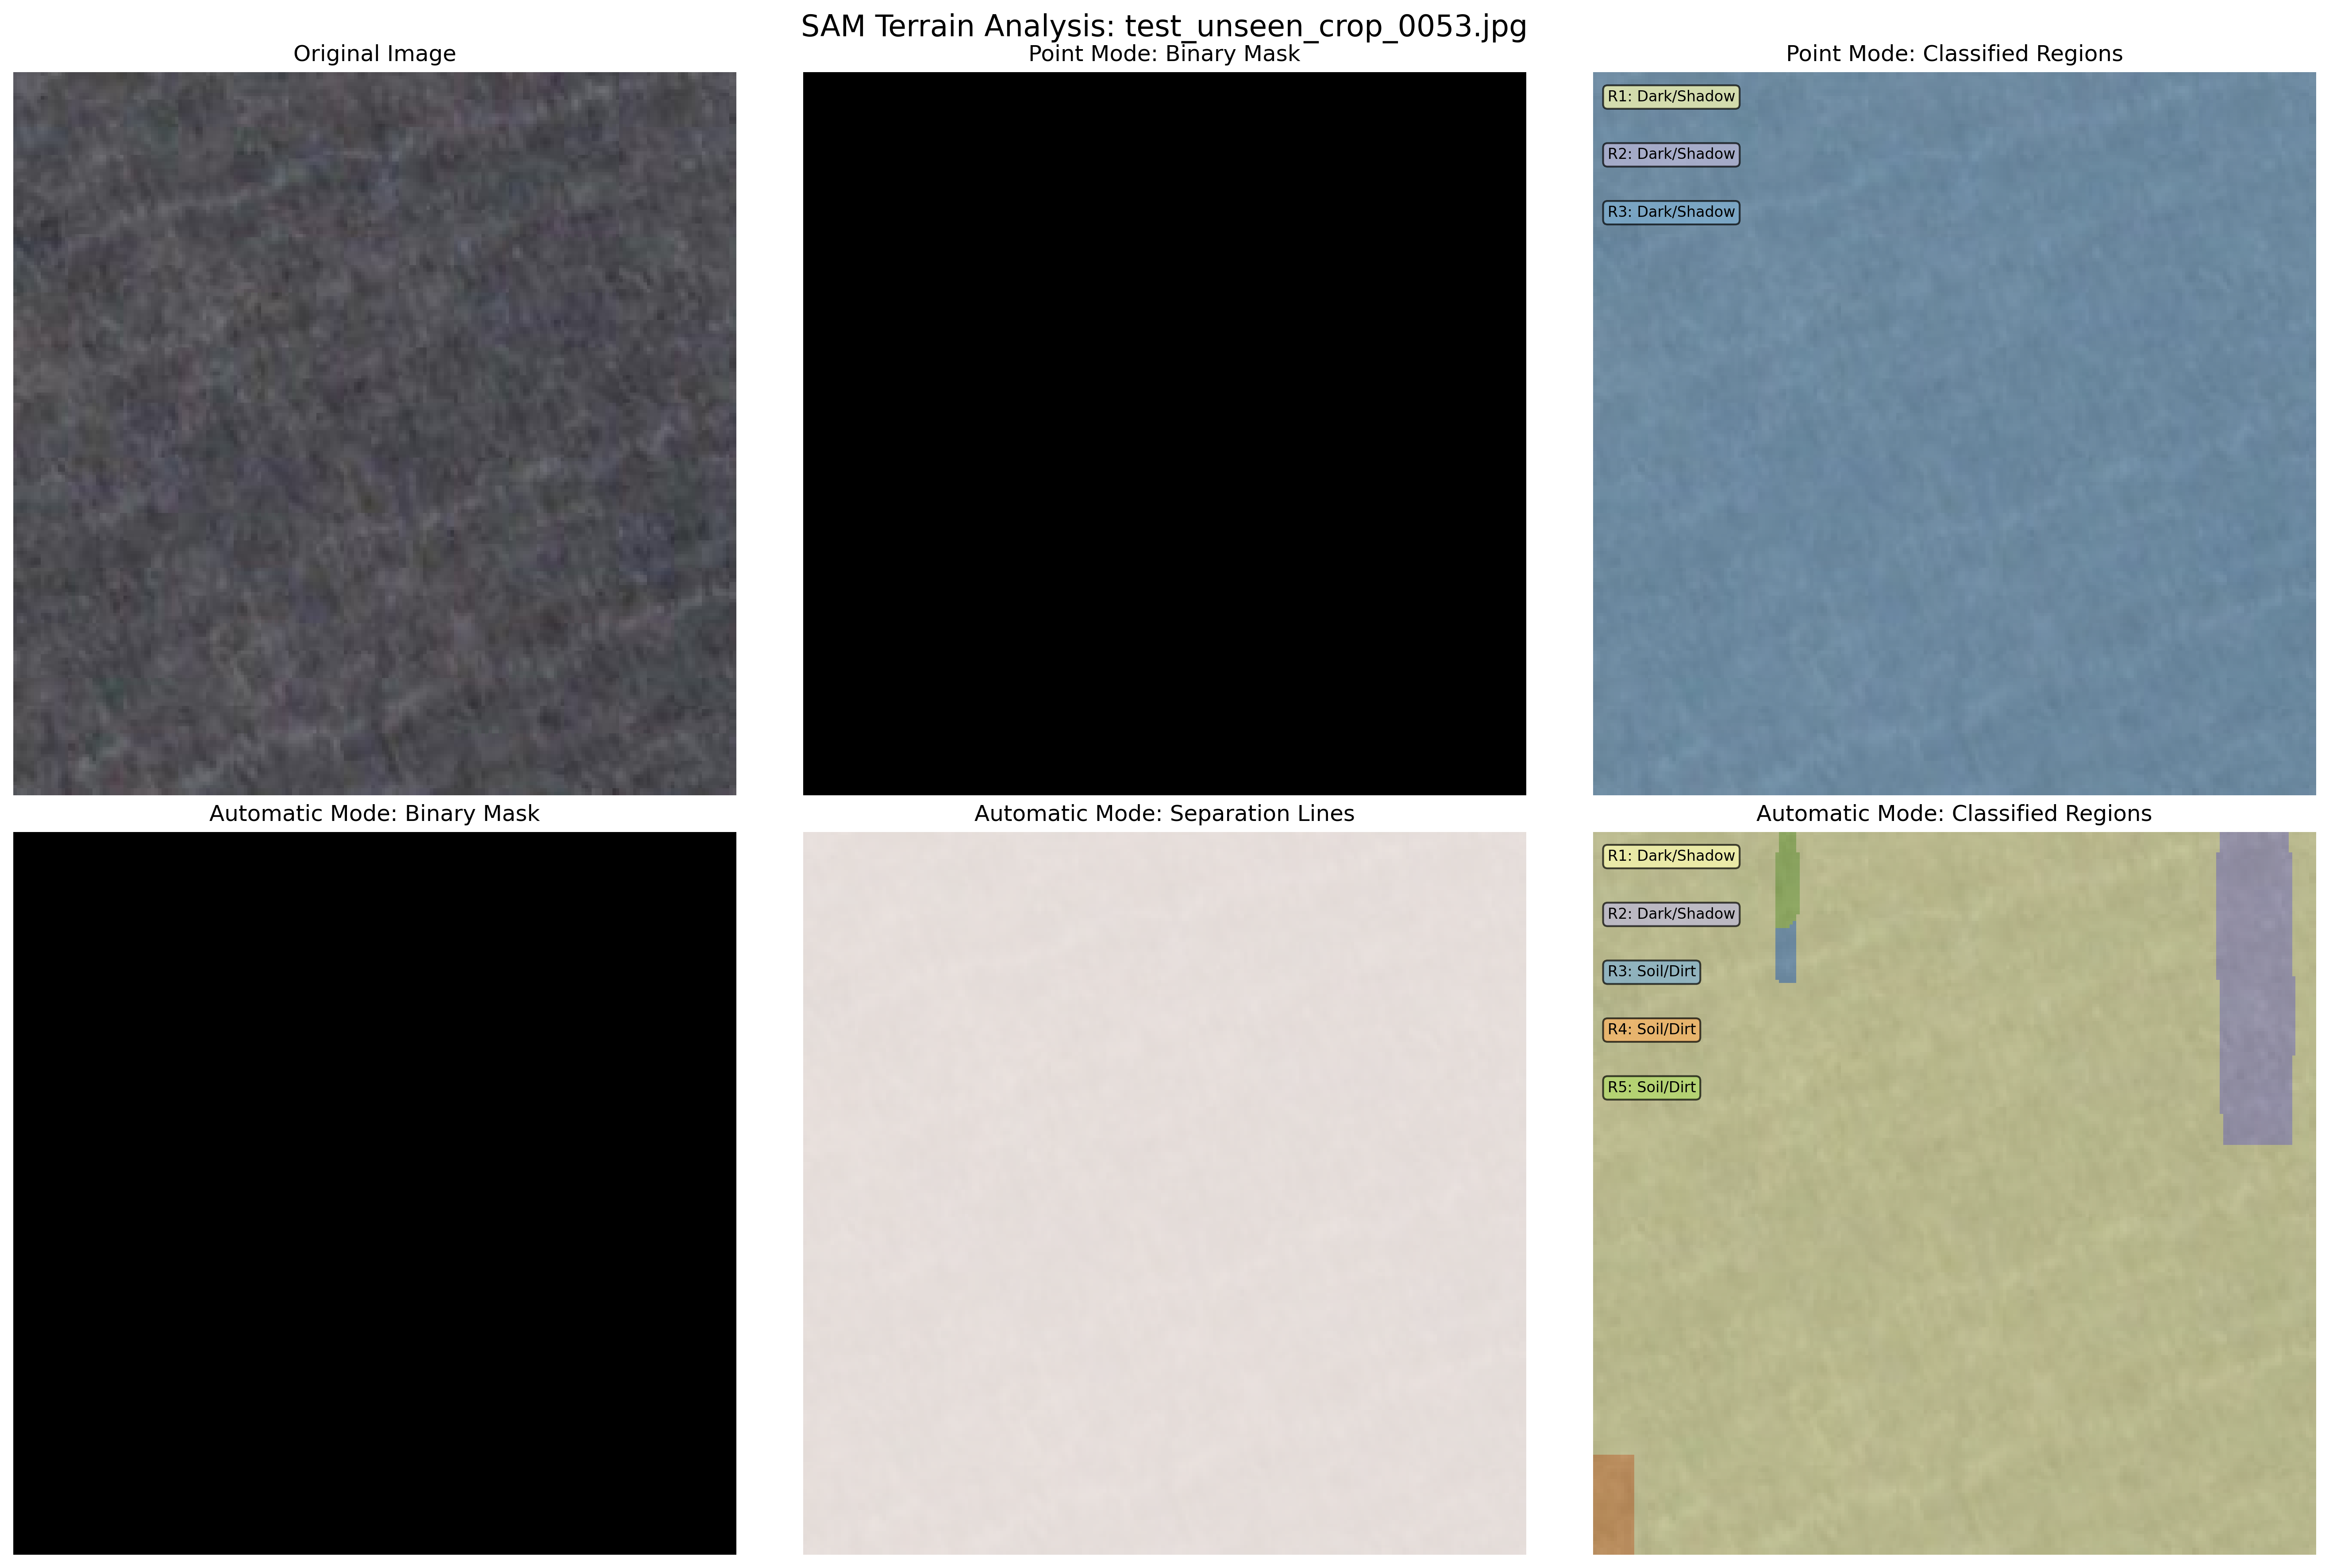 SAM Terrain Analysis: test_unseen_crop_0053.jpg
Original Image
Point Mode: Binary Mask
Point Mode: Classified Regions
R1: Dark/Shadow
R2: Dark/Shadow
R3: Dark/Shadow
Automatic Mode: Binary Mask
Automatic Mode: Separation Lines
Automatic Mode: Classified Regions
R1: Dark/Shadow
R2: Dark/Shadow
R3: Soil/Dirt
R4: Soil/Dirt
R5: Soil/Dirt